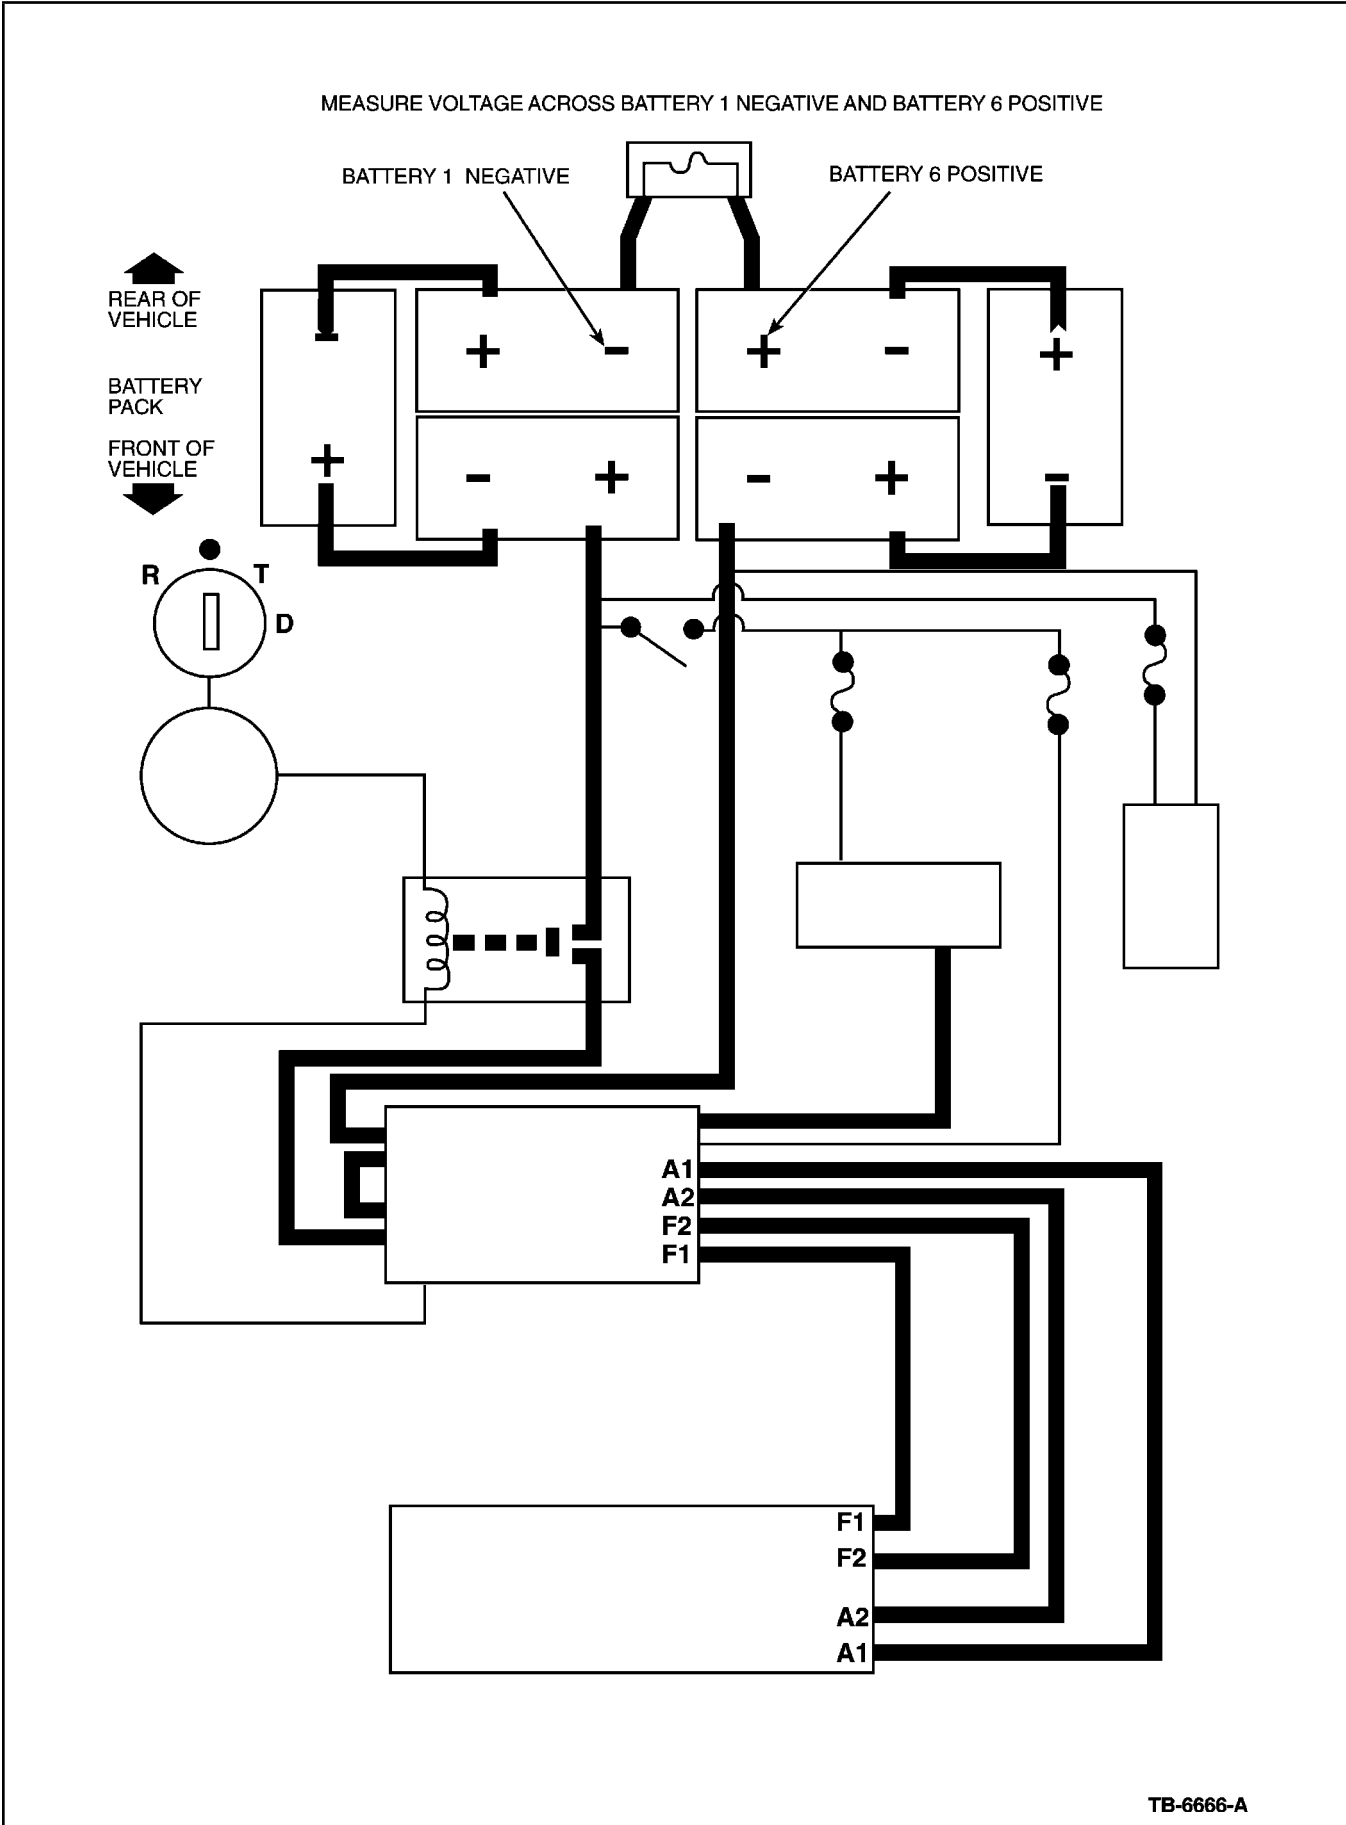 MEASURE VOLTAGE ACROSS BATTERY 1 NEGATIVE AND BATTERY 6 POSITIVE
BATTERY 1 NEGATIVE
BATTERY 6 POSITIVE
REAR OF
VEHICLE
BATTERY
PACK
FRONT OF
VEHICLE
+ -
+ -
-
+
+
-
- +
- +
R T
D
A1
A2
F2
F1
F1
F2
A2
A1
TB-6666-A